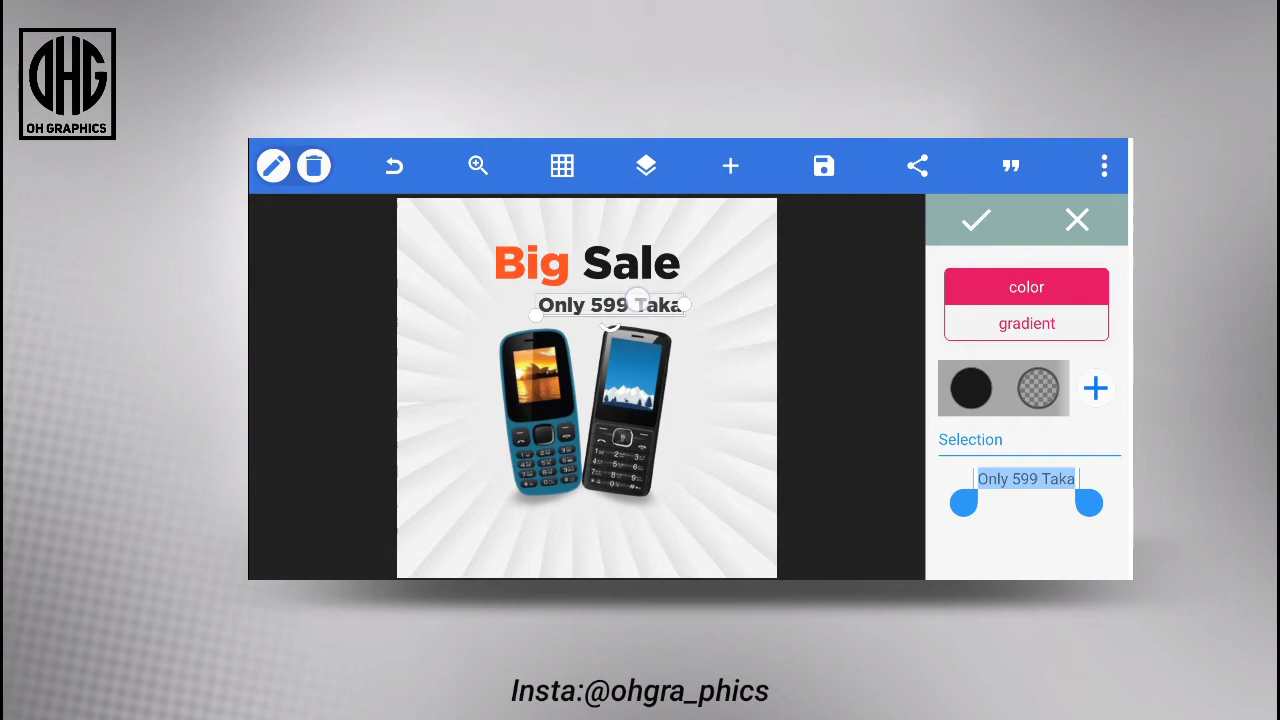 OHG
OH GRAPHICS
Big Sale
Only 599 Taka
color
gradient
Selection
Only 599 Taka
Insta:@ohgra_phics